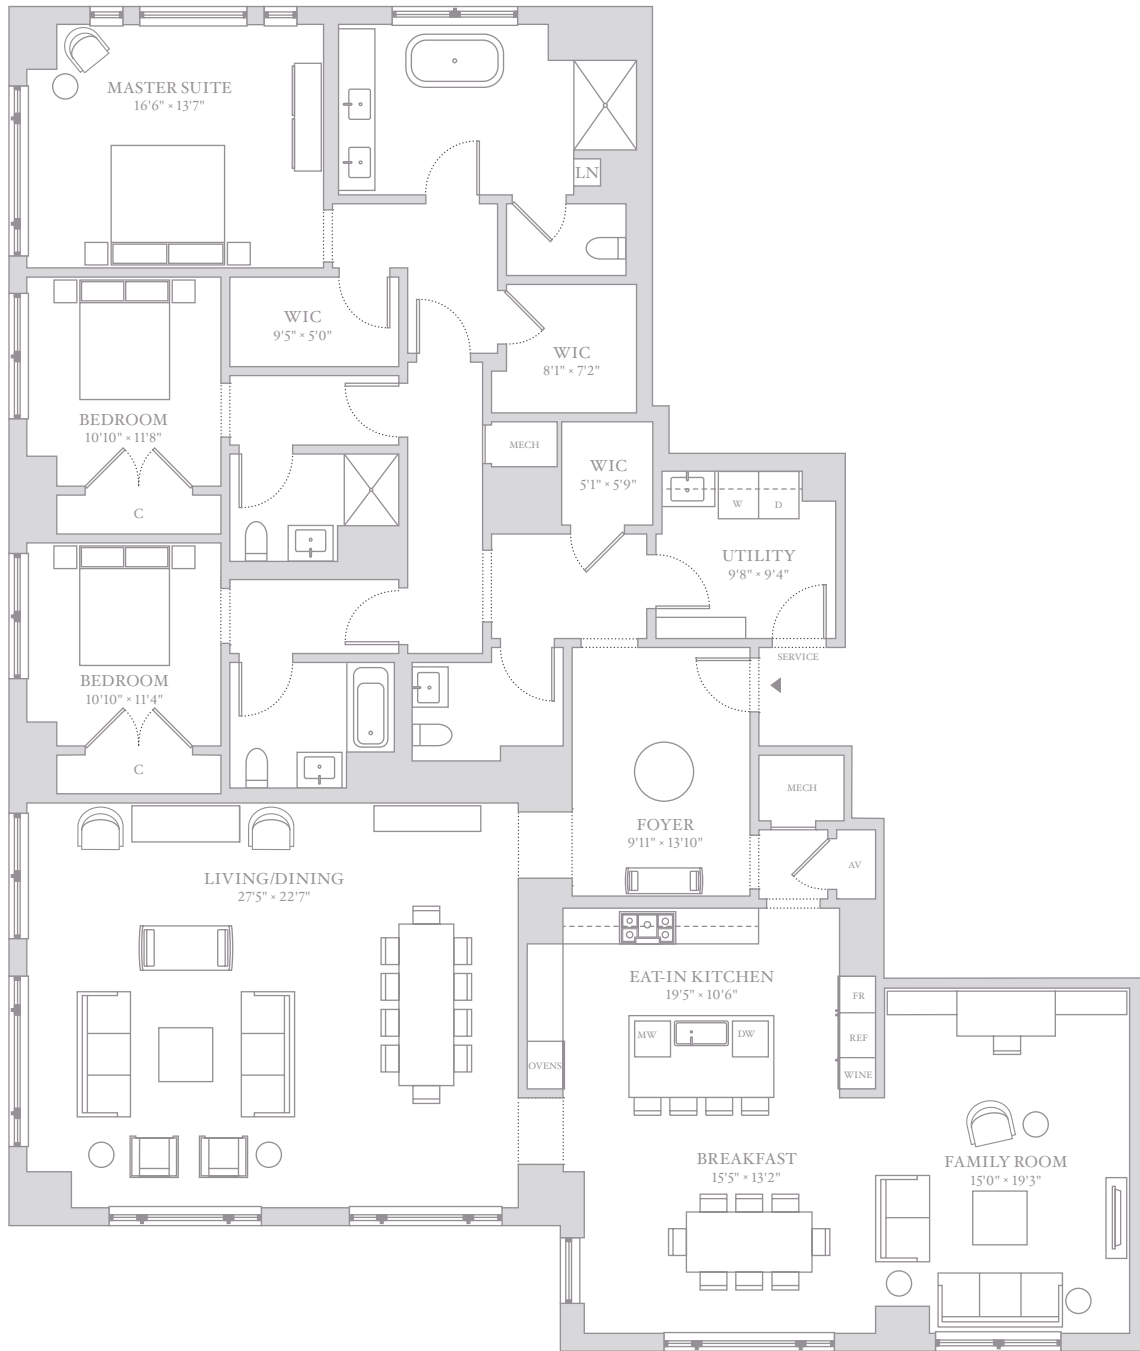 MASTER SUITE
16'6" × 13'7"
LN
WIC
9'5" × 5'0"
WIC
8'1" × 7'2"
BEDROOM
10'10" × 11'8"
MECH
WIC
5'1" × 5'9"
C
W
D
UTILITY
9'8" × 9'4"
SERVICE
BEDROOM
10'10" × 11'4"
C
MECH
FOYER
9'11" × 13'10"
AV
LIVING/DINING
27'5" × 22'7"
EAT-IN KITCHEN
19'5" × 10'6"
FR
MW
DW
REF
OVENS
WINE
BREAKFAST
15'5" × 13'2"
FAMILY ROOM
15'0" × 19'3"